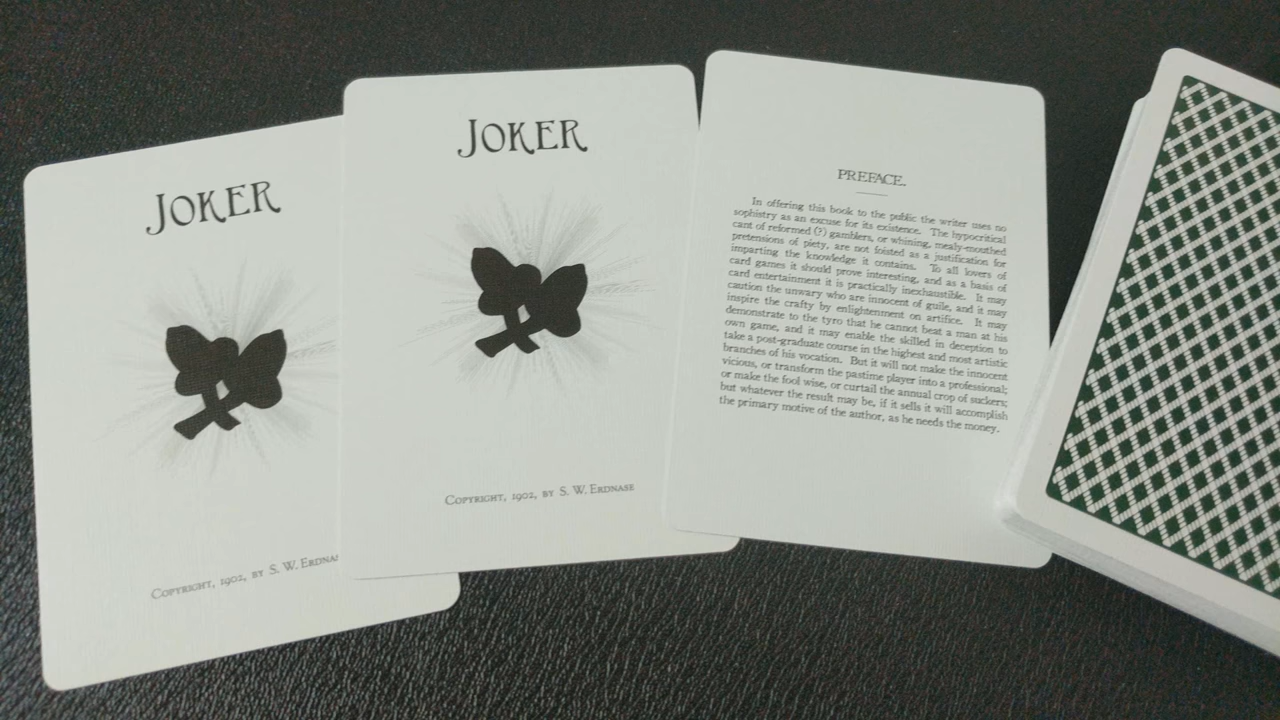 JOKER
COPYRIGHT, 1902, BY S. W. ERDNA
JOKER
COPYRIGHT, 1902, BY S. W. ERDNASE
PREFACE.
In offering this book to the public the writer uses no
sophistry as an excuse for its existence. The hypocritical
cant of reformed (?) gamblers, or whining, mealy-mouthed
pretensions of piety, are not foisted as a justification for
imparting the knowledge it contains. To all lovers of
card games it should prove interesting, and as a basis of
card entertainment it is practically inexhaustible. It may
caution the unwary who are innocent of guile, and it may
inspire the crafty by enlightenment on artifice. It may
demonstrate to the tyro that he cannot beat a man at his
own game, and it may enable the skilled in deception to
take a post-graduate course in the highest and most artistic
branches of his vocation. But it will not make the innocent
vicious, or transform the pastime player into a professional;
or make the fool wise, or curtail the annual crop of suckers;
but whatever the result may be, if it sells it will accomplish
the primary motive of the author, as he needs the money.